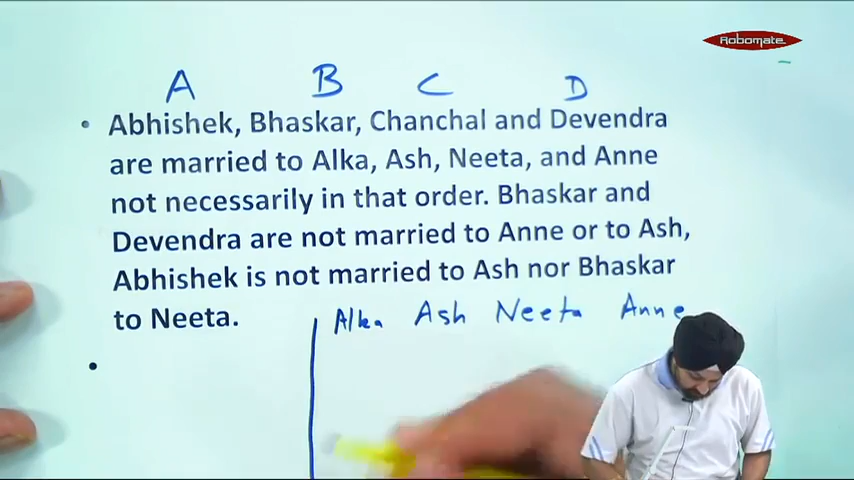 Robomate
A B C D
• Abhishek, Bhaskar, Chanchal and Devendra
are married to Alka, Ash, Neeta, and Anne
not necessarily in that order. Bhaskar and
Devendra are not married to Anne or to Ash,
Abhishek is not married to Ash nor Bhaskar
to Neeta.
Alka Ash Neeta Anne
•